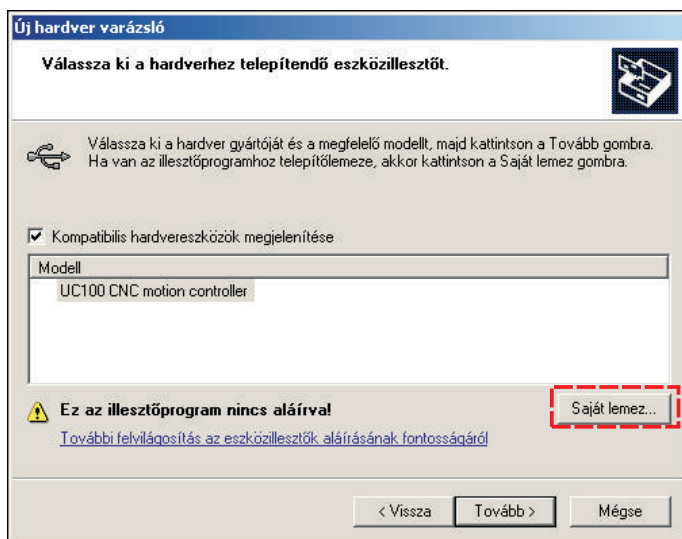 Új hardver varázsló
Válassza ki a hardverhez telepítendő eszközillesztőt.
Válassza ki a hardver gyártóját és a megfelelő modellt, majd kattintson a Tovább gombra.
Ha van az illesztőprogramhoz telepítőlemeze, akkor kattintson a Saját lemez gombra.
Kompatibilis hardvereszközök megjelenítése
Modell
UC100 CNC motion controller
Ez az illesztőprogram nincs aláírva!
Saját lemez...
További felvilágosítás az eszközillesztők aláírásának fontosságáról
< Vissza
Tovább >
Mégse